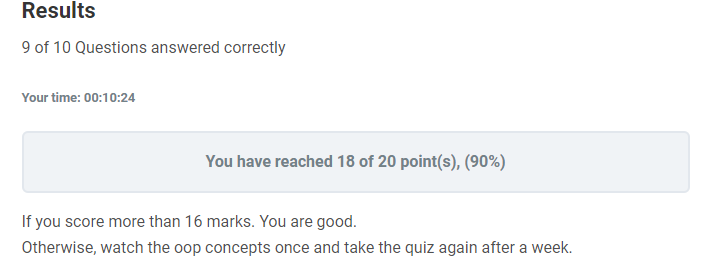 Results
9 of 10 Questions answered correctly
Your time: 00:10:24
You have reached 18 of 20 point(s), (90%)
If you score more than 16 marks. You are good.
Otherwise, watch the oop concepts once and take the quiz again after a week.